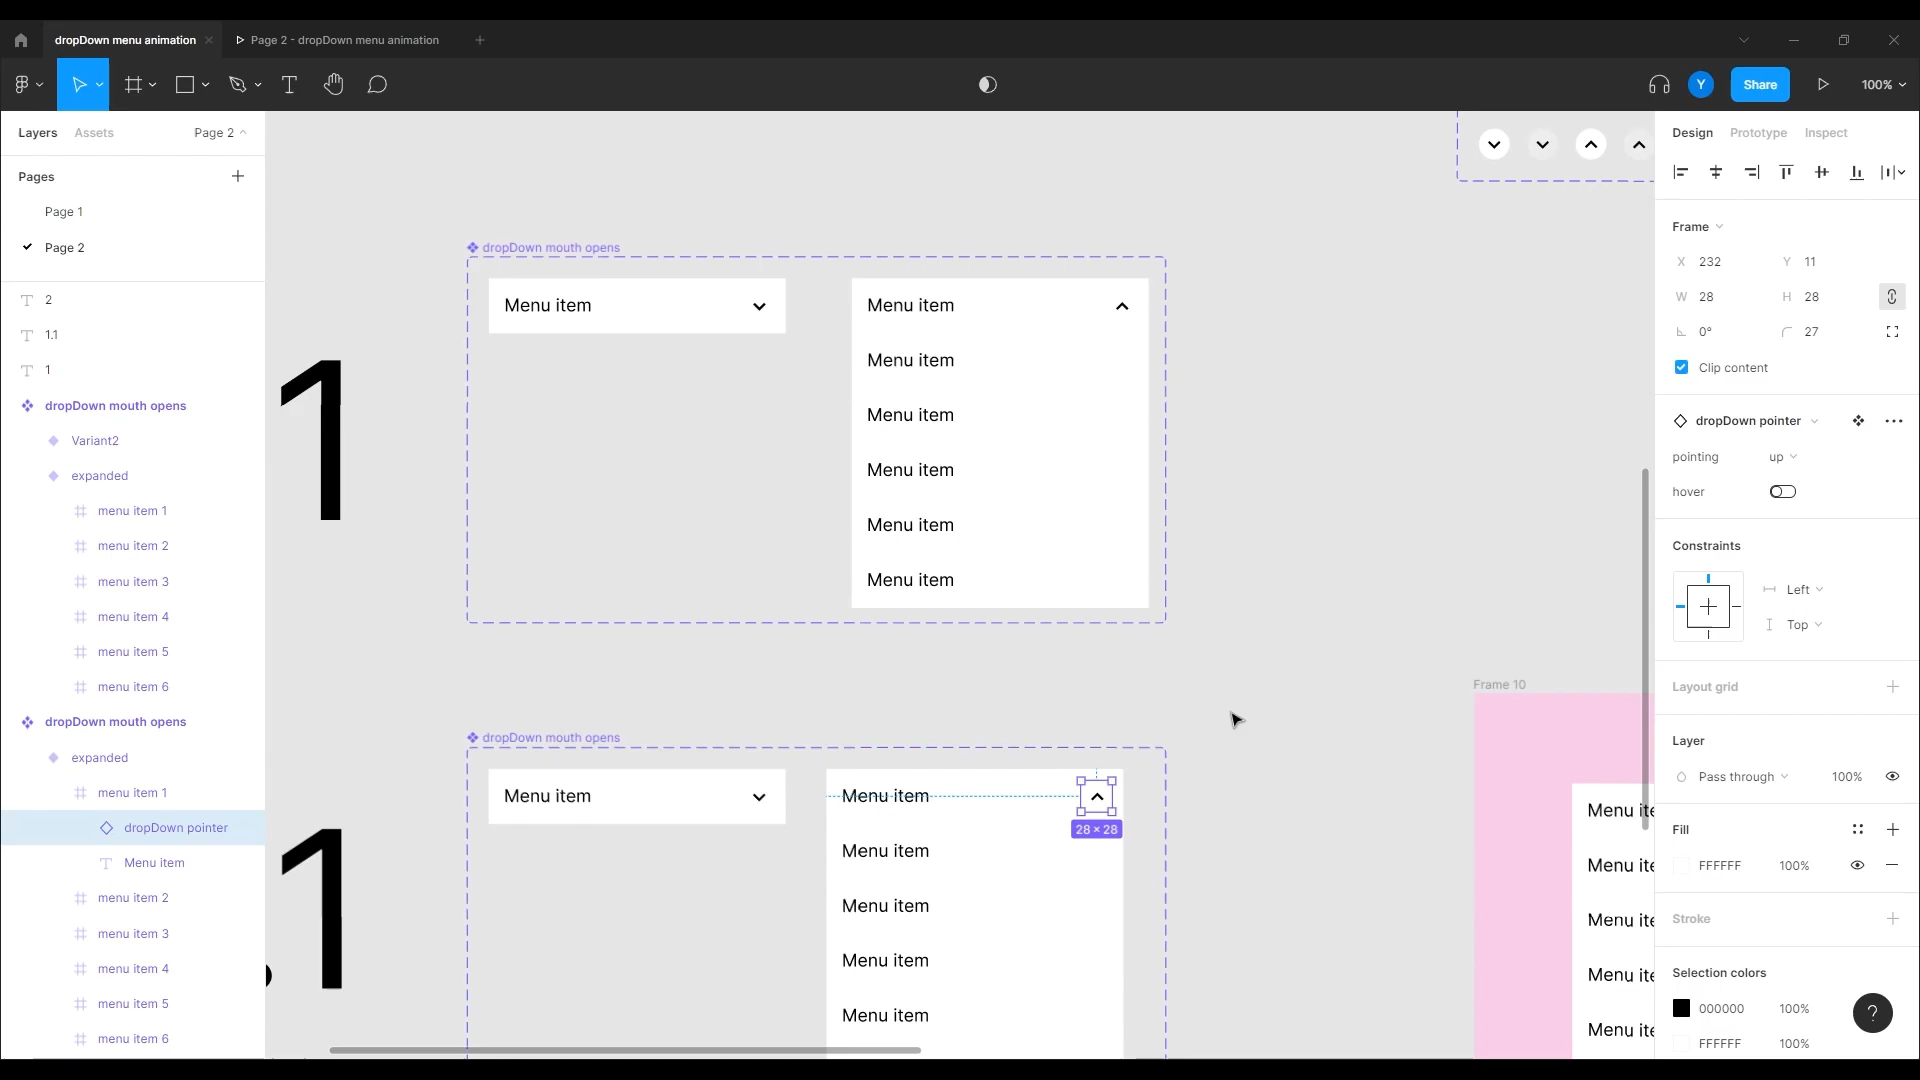 dropDown menu animation
Page 2 - dropDown menu animation
Y
Share
100%
Layers
Assets
Page 2
Pages
Page 1
Page 2
2
1.1
1
dropDown mouth opens
Variant2
expanded
menu item 1
menu item 2
menu item 3
menu item 4
menu item 5
menu item 6
dropDown mouth opens
expanded
menu item 1
dropDown pointer
Menu item
menu item 2
menu item 3
menu item 4
menu item 5
menu item 6
1
dropDown mouth opens
Menu item
Menu item
Menu item
Menu item
Menu item
Menu item
Menu item
.1
dropDown mouth opens
Menu item
Menu item
28 × 28
Menu item
Menu item
Menu item
Menu item
Frame 10
Menu ite
Menu ite
Menu ite
Menu ite
Menu ite
Design
Prototype
Inspect
Frame
X 232
Y 11
W 28
H 28
0°
27
Clip content
dropDown pointer
pointing
up
hover
Constraints
Left
Top
Layout grid
Layer
Pass through
100%
Fill
FFFFFF
100%
Stroke
Selection colors
000000
100%
FFFFFF
100%
?